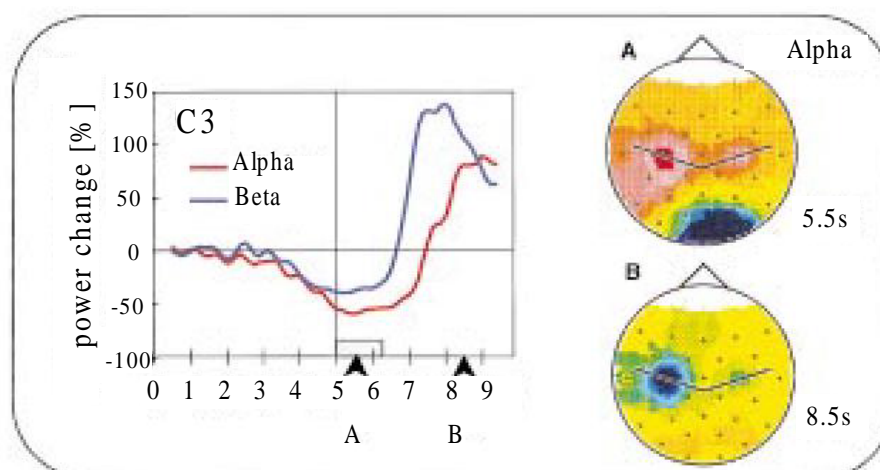 power change [%]
150
100
50
0
-50
-100
C3
Alpha
Beta
0 1 2 3 4 5 6 7 8 9
A B
A Alpha
5.5s
B
8.5s